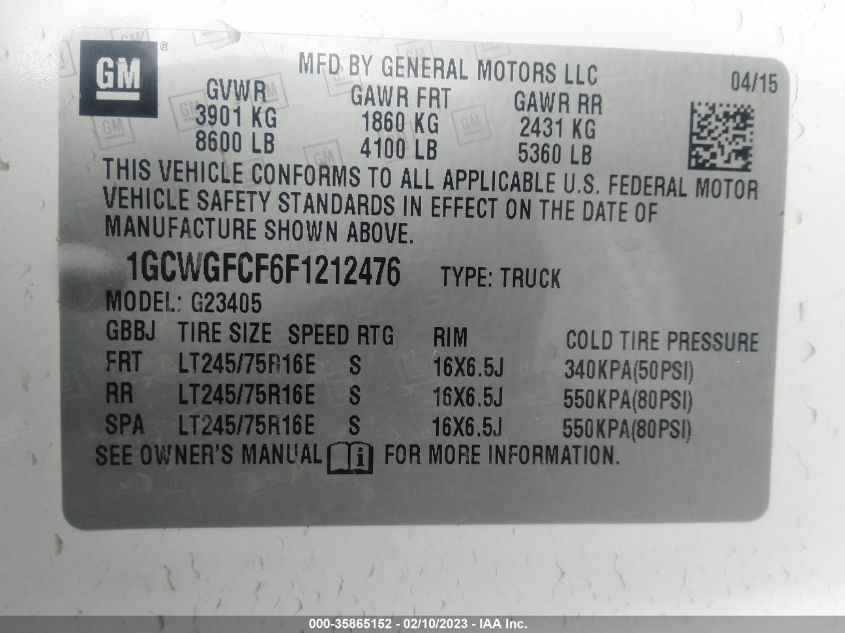 GM ®
MFD BY GENERAL MOTORS LLC
04/15
GVWR GAWR FRT GAWR RR
3901 KG 1860 KG 2431 KG
8600 LB 4100 LB 5360 LB
THIS VEHICLE CONFORMS TO ALL APPLICABLE U.S. FEDERAL MOTOR
VEHICLE SAFETY STANDARDS IN EFFECT ON THE DATE OF
MANUFACTURE SHOWN ABOVE.
1GCWGFCF6F1212476 TYPE: TRUCK
MODEL: G23405
GBBJ TIRE SIZE SPEED RTG RIM COLD TIRE PRESSURE
FRT LT245/75R16E S 16X6.5J 340KPA(50PSI)
RR LT245/75R16E S 16X6.5J 550KPA(80PSI)
SPA LT245/75R16E S 16X6.5J 550KPA(80PSI)
SEE OWNER'S MANUAL i FOR MORE INFORMATION.
000-35865152 — 02/10/2023 — IAA Inc.